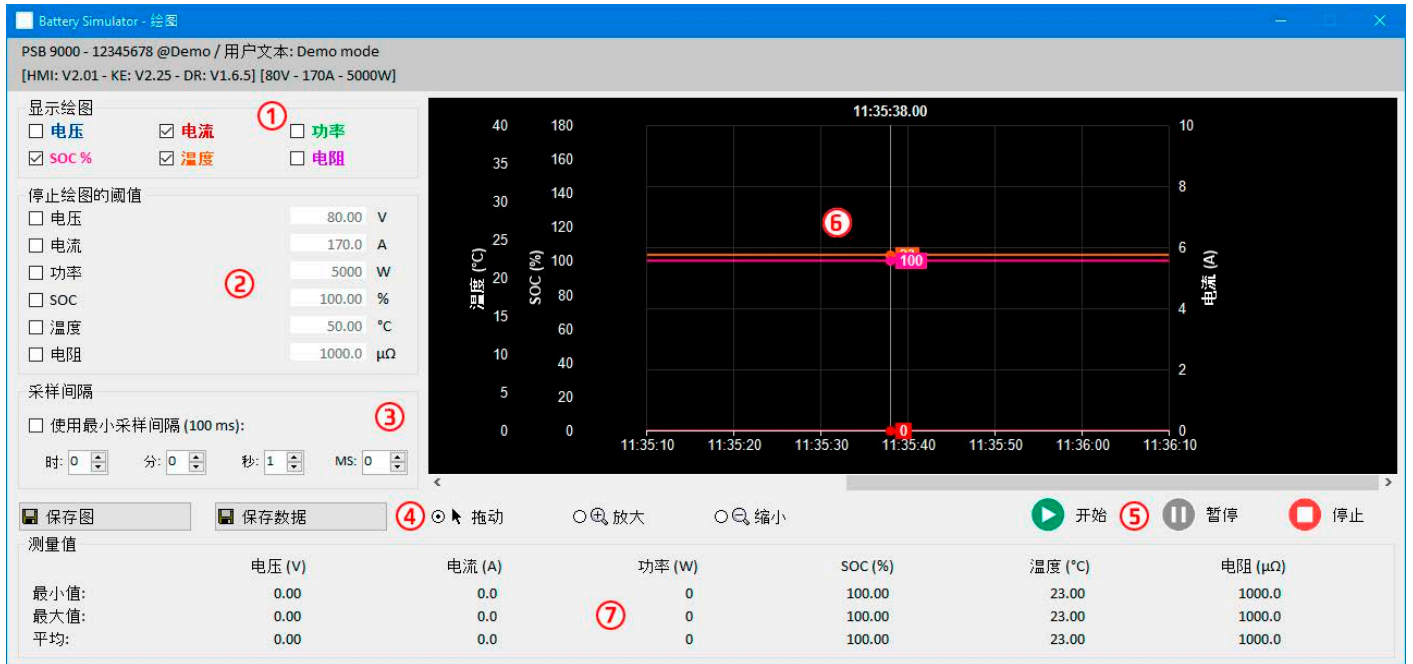 Battery Simulator - 绘图
PSB 9000 - 12345678 @Demo / 用户文本: Demo mode
[HMI: V2.01 - KE: V2.25 - DR: V1.6.5] [80V - 170A - 5000W]
显示绘图
①
电压 电流 功率
SOC % 温度 电阻
停止绘图的阈值
电压 80.00 V
电流 170.0 A
功率 5000 W
②
SOC 100.00 %
温度 50.00 °C
电阻 1000.0 µΩ
采样间隔
③
使用最小采样间隔 (100 ms):
时: 0 分: 0 秒: 1 MS: 0
11:35:38.00
40 180 10
35 160
140 8
30
⑥
120
25 6
100 100
20
80
15 4
60
10
40 2
5
20
0 0 0 0
温度 (°C)
SOC (%)
电流 (A)
11:35:10 11:35:20 11:35:30 11:35:40 11:35:50 11:36:00 11:36:10
保存图 保存数据 ④ 拖动 放大 缩小 开始 ⑤ 暂停 停止
测量值
电压 (V) 电流 (A) 功率 (W) SOC (%) 温度 (°C) 电阻 (µΩ)
最小值: 0.00 0.0 0 100.00 23.00 1000.0
最大值: 0.00 0.0 ⑦ 0 100.00 23.00 1000.0
平均: 0.00 0.0 0 100.00 23.00 1000.0